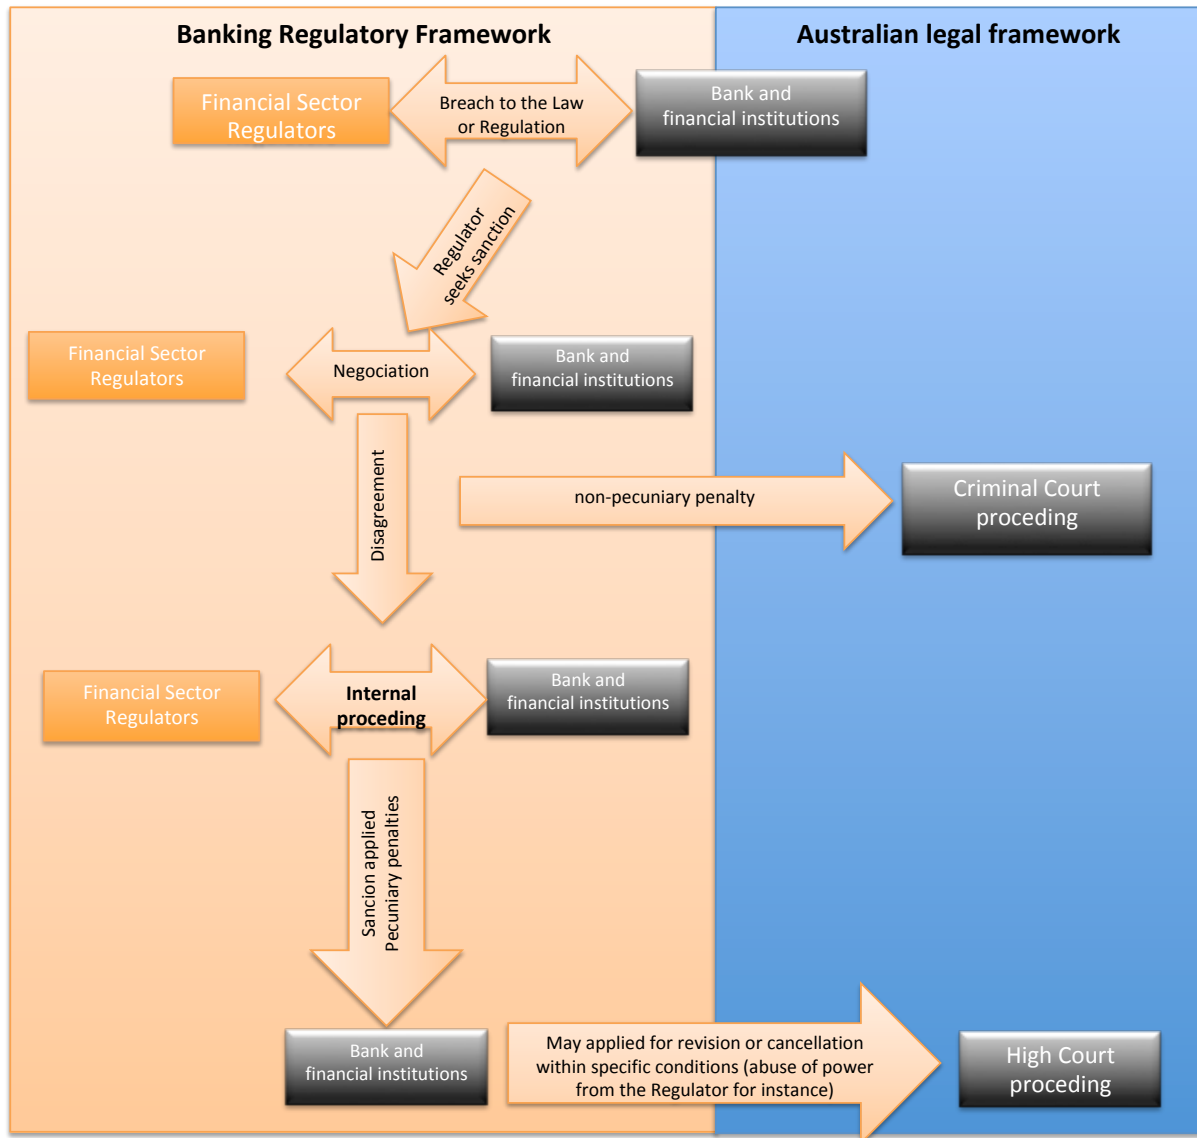 Banking Regulatory Framework
Australian legal framework
Financial Sector
Regulators
Breach to the Law
or Regulation
Bank and
financial institutions
Regulator
seeks sanction
Financial Sector
Regulators
Negociation
Bank and
financial institutions
Disagreement
non-pecuniary penalty
Criminal Court
proceding
Financial Sector
Regulators
Internal
proceding
Bank and
financial institutions
Sancion applied
Pecuniary penalties
Bank and
financial institutions
May applied for revision or cancellation
within specific conditions (abuse of power
from the Regulator for instance)
High Court
proceding